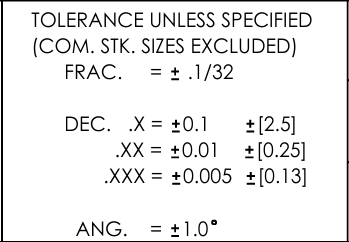 TOLERANCE UNLESS SPECIFIED
(COM. STK. SIZES EXCLUDED)
FRAC. = ± .1/32
DEC. .X = ±0.1 ±[2.5]
.XX = ±0.01 ±[0.25]
.XXX = ±0.005 ±[0.13]
ANG. = ±1.0°